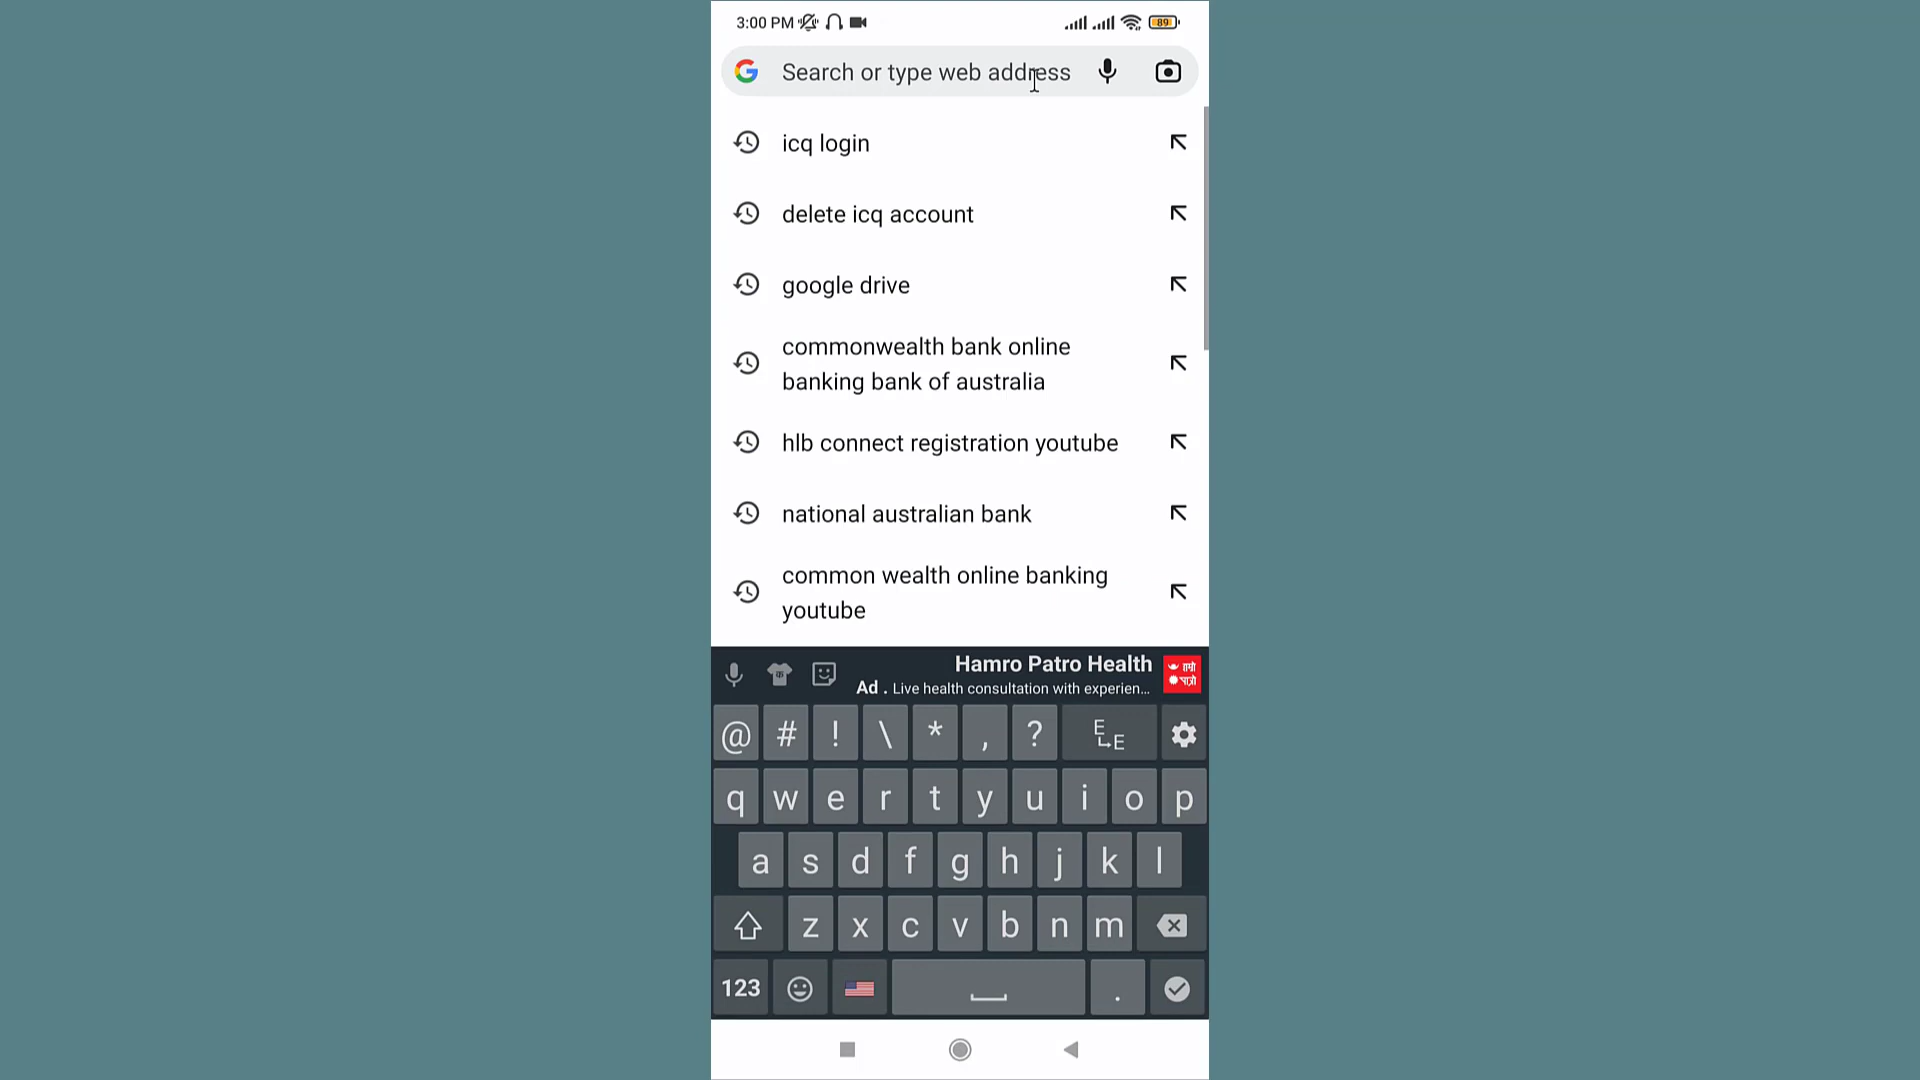 3:00 PM 89
Search or type web address
icq login
delete icq account
google drive
commonwealth bank online
banking bank of australia
hlb connect registration youtube
national australian bank
common wealth online banking
youtube
Hamro Patro Health
Ad . Live health consultation with experien...
हाम्रो
पात्रो
@ # ! \ * , ? E E
q w e r t y u i o p
a s d f g h j k l
z x c v b n m
123 .